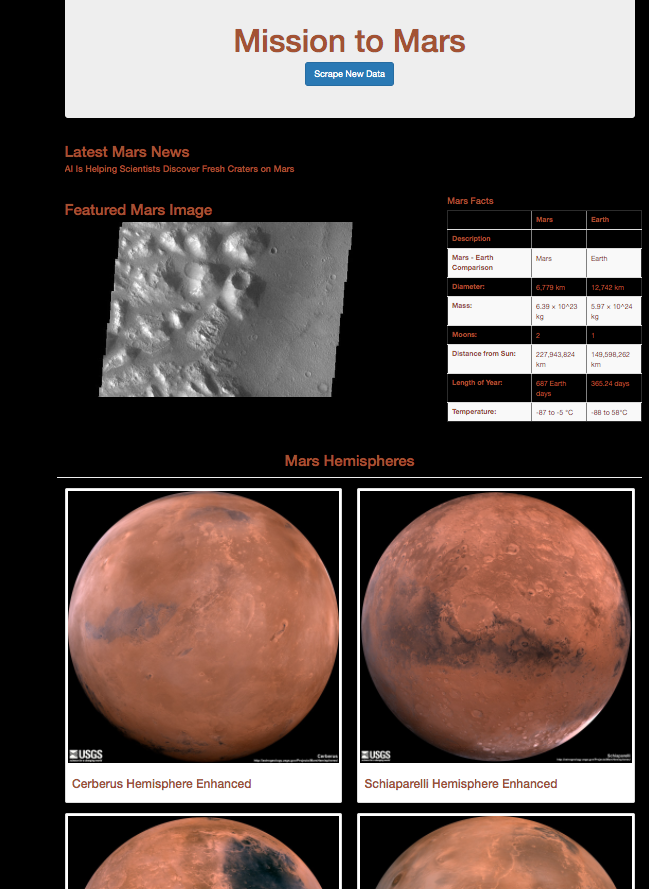 Mission to Mars
Scrape New Data
Latest Mars News
AI Is Helping Scientists Discover Fresh Craters on Mars
Featured Mars Image
Mars Facts
Mars Earth
Description
Mars - Earth Comparison Mars Earth
Diameter: 6,779 km 12,742 km
Mass: 6.39 × 10^23 kg 5.97 × 10^24 kg
Moons: 2 1
Distance from Sun: 227,943,824 km 149,598,262 km
Length of Year: 687 Earth days 365.24 days
Temperature: -87 to -5 °C -88 to 58°C
Mars Hemispheres
USGS
Cerberus
USGS
Schiaparelli
Cerberus Hemisphere Enhanced
Schiaparelli Hemisphere Enhanced